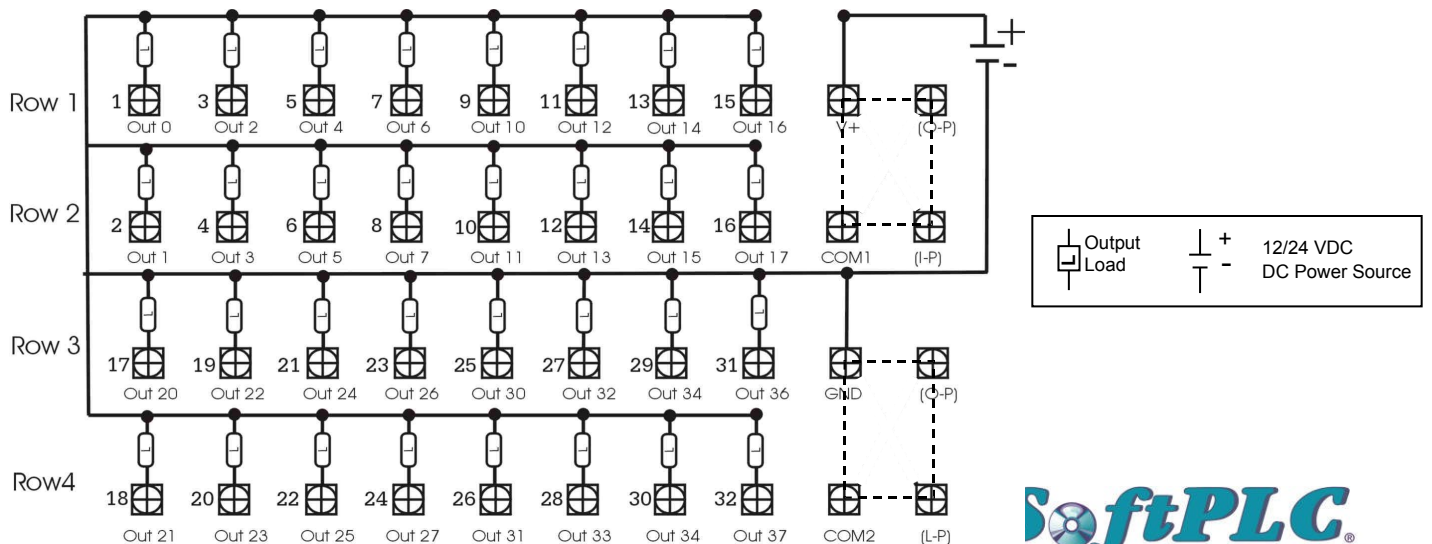 +
-
Row 1
1 3 5 7 9 11 13 15
Out 0 Out 2 Out 4 Out 6 Out 10 Out 12 Out 14 Out 16 V+ (O-P)
Row 2
2 4 6 8 10 12 14 16
Out 1 Out 3 Out 5 Out 7 Out 11 Out 13 Out 15 Out 17 COM1 (I-P)
Output
Load
+
-
12/24 VDC
DC Power Source
Row 3
17 19 21 23 25 27 29 31
Out 20 Out 22 Out 24 Out 26 Out 30 Out 32 Out 34 Out 36 GND (O-P)
Row4
18 20 22 24 26 28 30 32
Out 21 Out 23 Out 25 Out 27 Out 31 Out 33 Out 34 Out 37 COM2 (L-P)
SoftPLC®